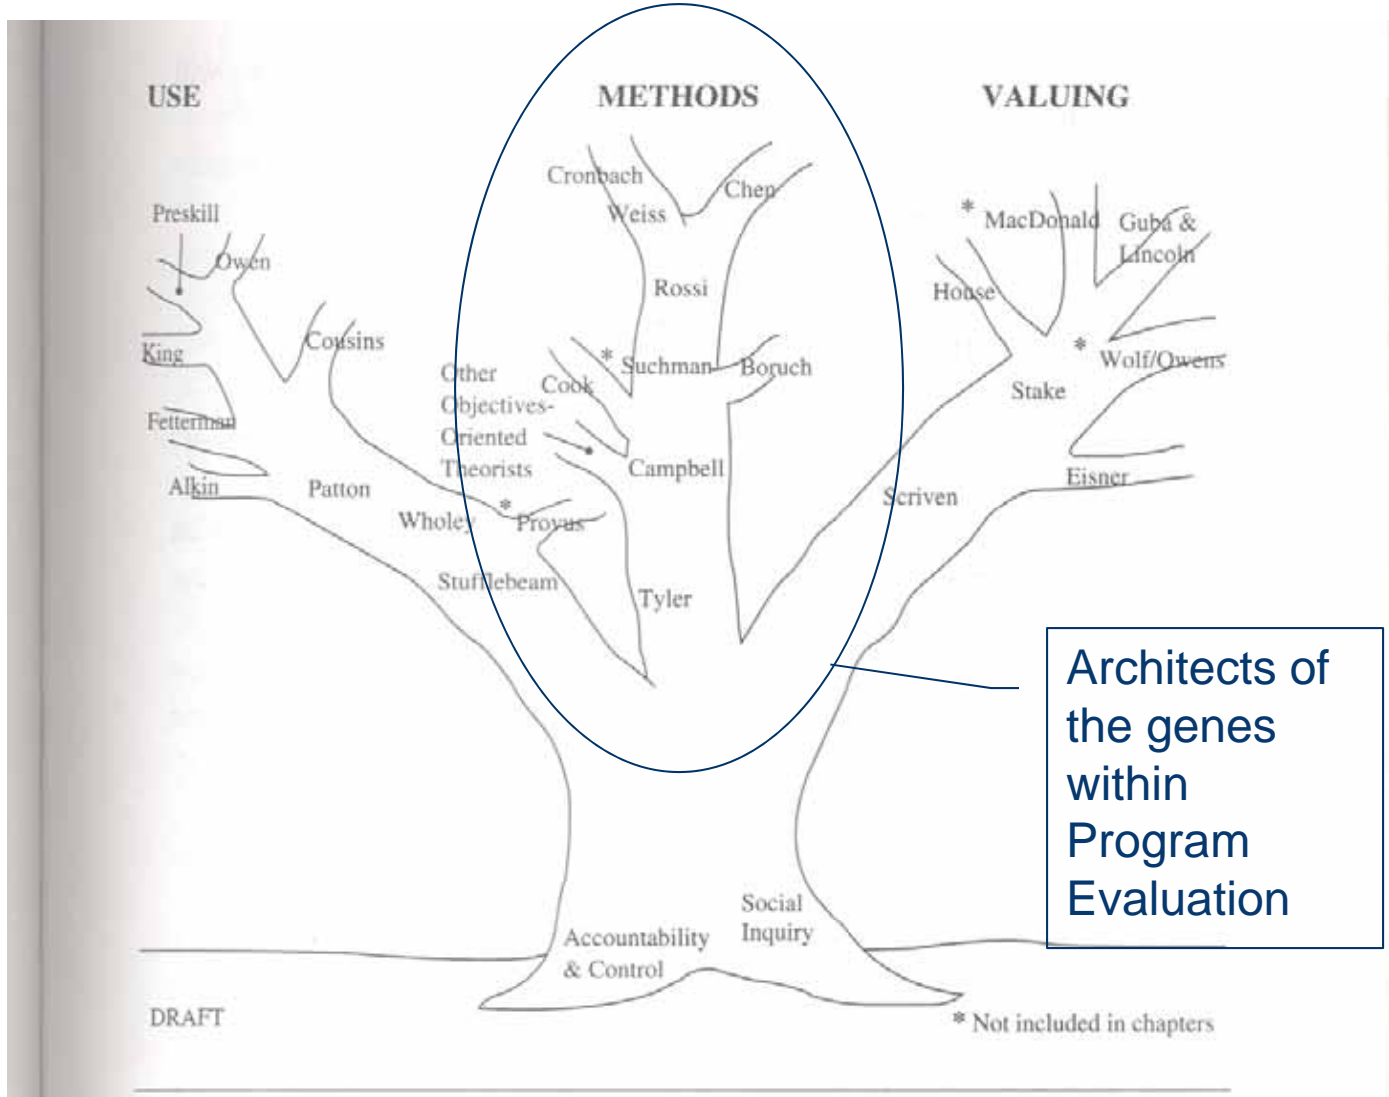 USE
METHODS
VALUING
Preskill
Owen
King
Cousins
Fetterman
Alkin
Patton
Wholey
* Provus
Stufflebeam
Cronbach
Weiss
Chen
Rossi
* Suchman
Boruch
Cook
Other
Objectives-
Oriented
Theorists
Campbell
Tyler
* MacDonald
Guba &
Lincoln
House
* Wolf/Owens
Stake
Eisner
Scriven
Architects of
the genes
within
Program
Evaluation
Social
Inquiry
Accountability
& Control
DRAFT
* Not included in chapters